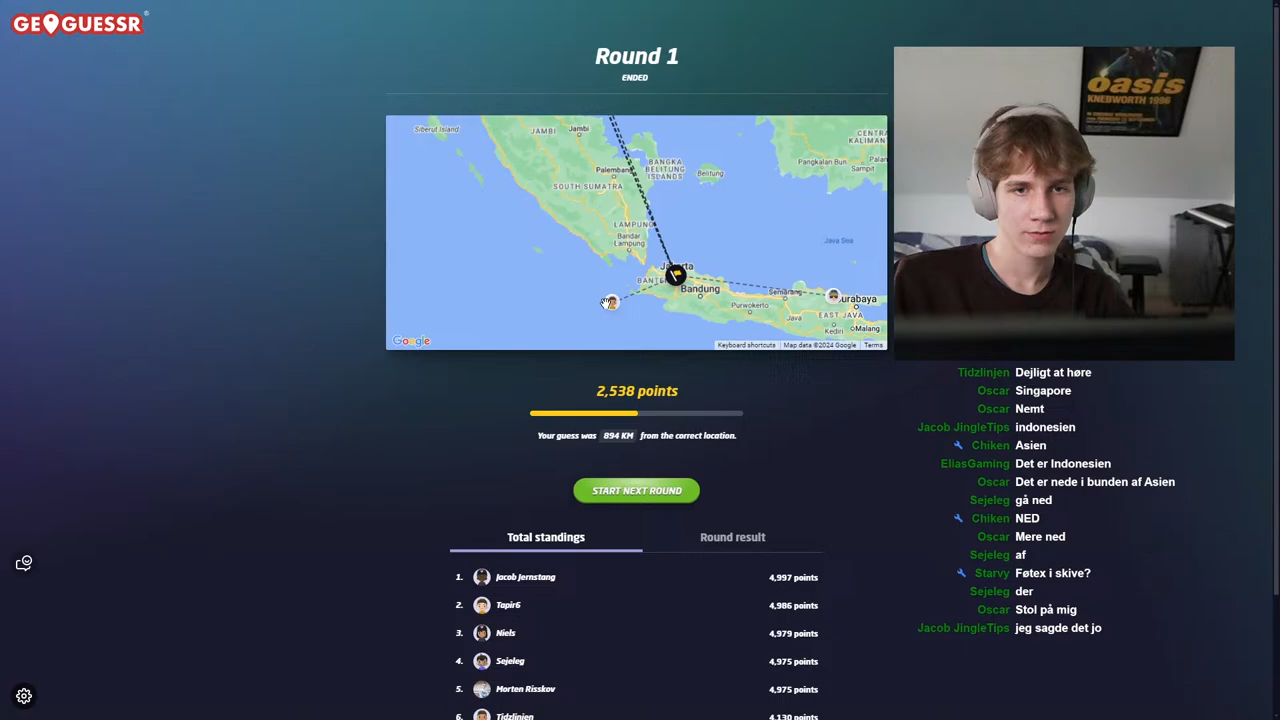 GEOGUESSR
Round 1
ENDED
oasis
KNEBWORTH 1996
Siberut Island
JAMBI
Jambi
BANGKA
BELITUNG
ISLANDS
Belitung
Palembang
SOUTH SUMATRA
Pangkalan Bun
Sampit
LAMPUNG
Bandar
Lampung
Java Sea
Bandung
Semarang
Purwokerto
Java
EAST JAVA
Kediri
Malang
Google
Keyboard shortcuts
Map data ©2024 Google
Terms
2,538 points
Your guess was 894 KM from the correct location.
START NEXT ROUND
Total standings
Round result
1. Jacob Jernstang 4,997 points
2. Tapir6 4,986 points
3. Niels 4,979 points
4. Sejeleg 4,975 points
5. Morten Risskov 4,975 points
6. Tidzlinjen 4,130 points
Tidzlinjen Dejligt at høre
Oscar Singapore
Oscar Nemt
Jacob JingleTips indonesien
Chiken Asien
EliasGaming Det er Indonesien
Oscar Det er nede i bunden af Asien
Sejeleg gå ned
Chiken NED
Oscar Mere ned
Sejeleg af
Starvy Føtex i skive?
Sejeleg der
Oscar Stol på mig
Jacob JingleTips jeg sagde det jo